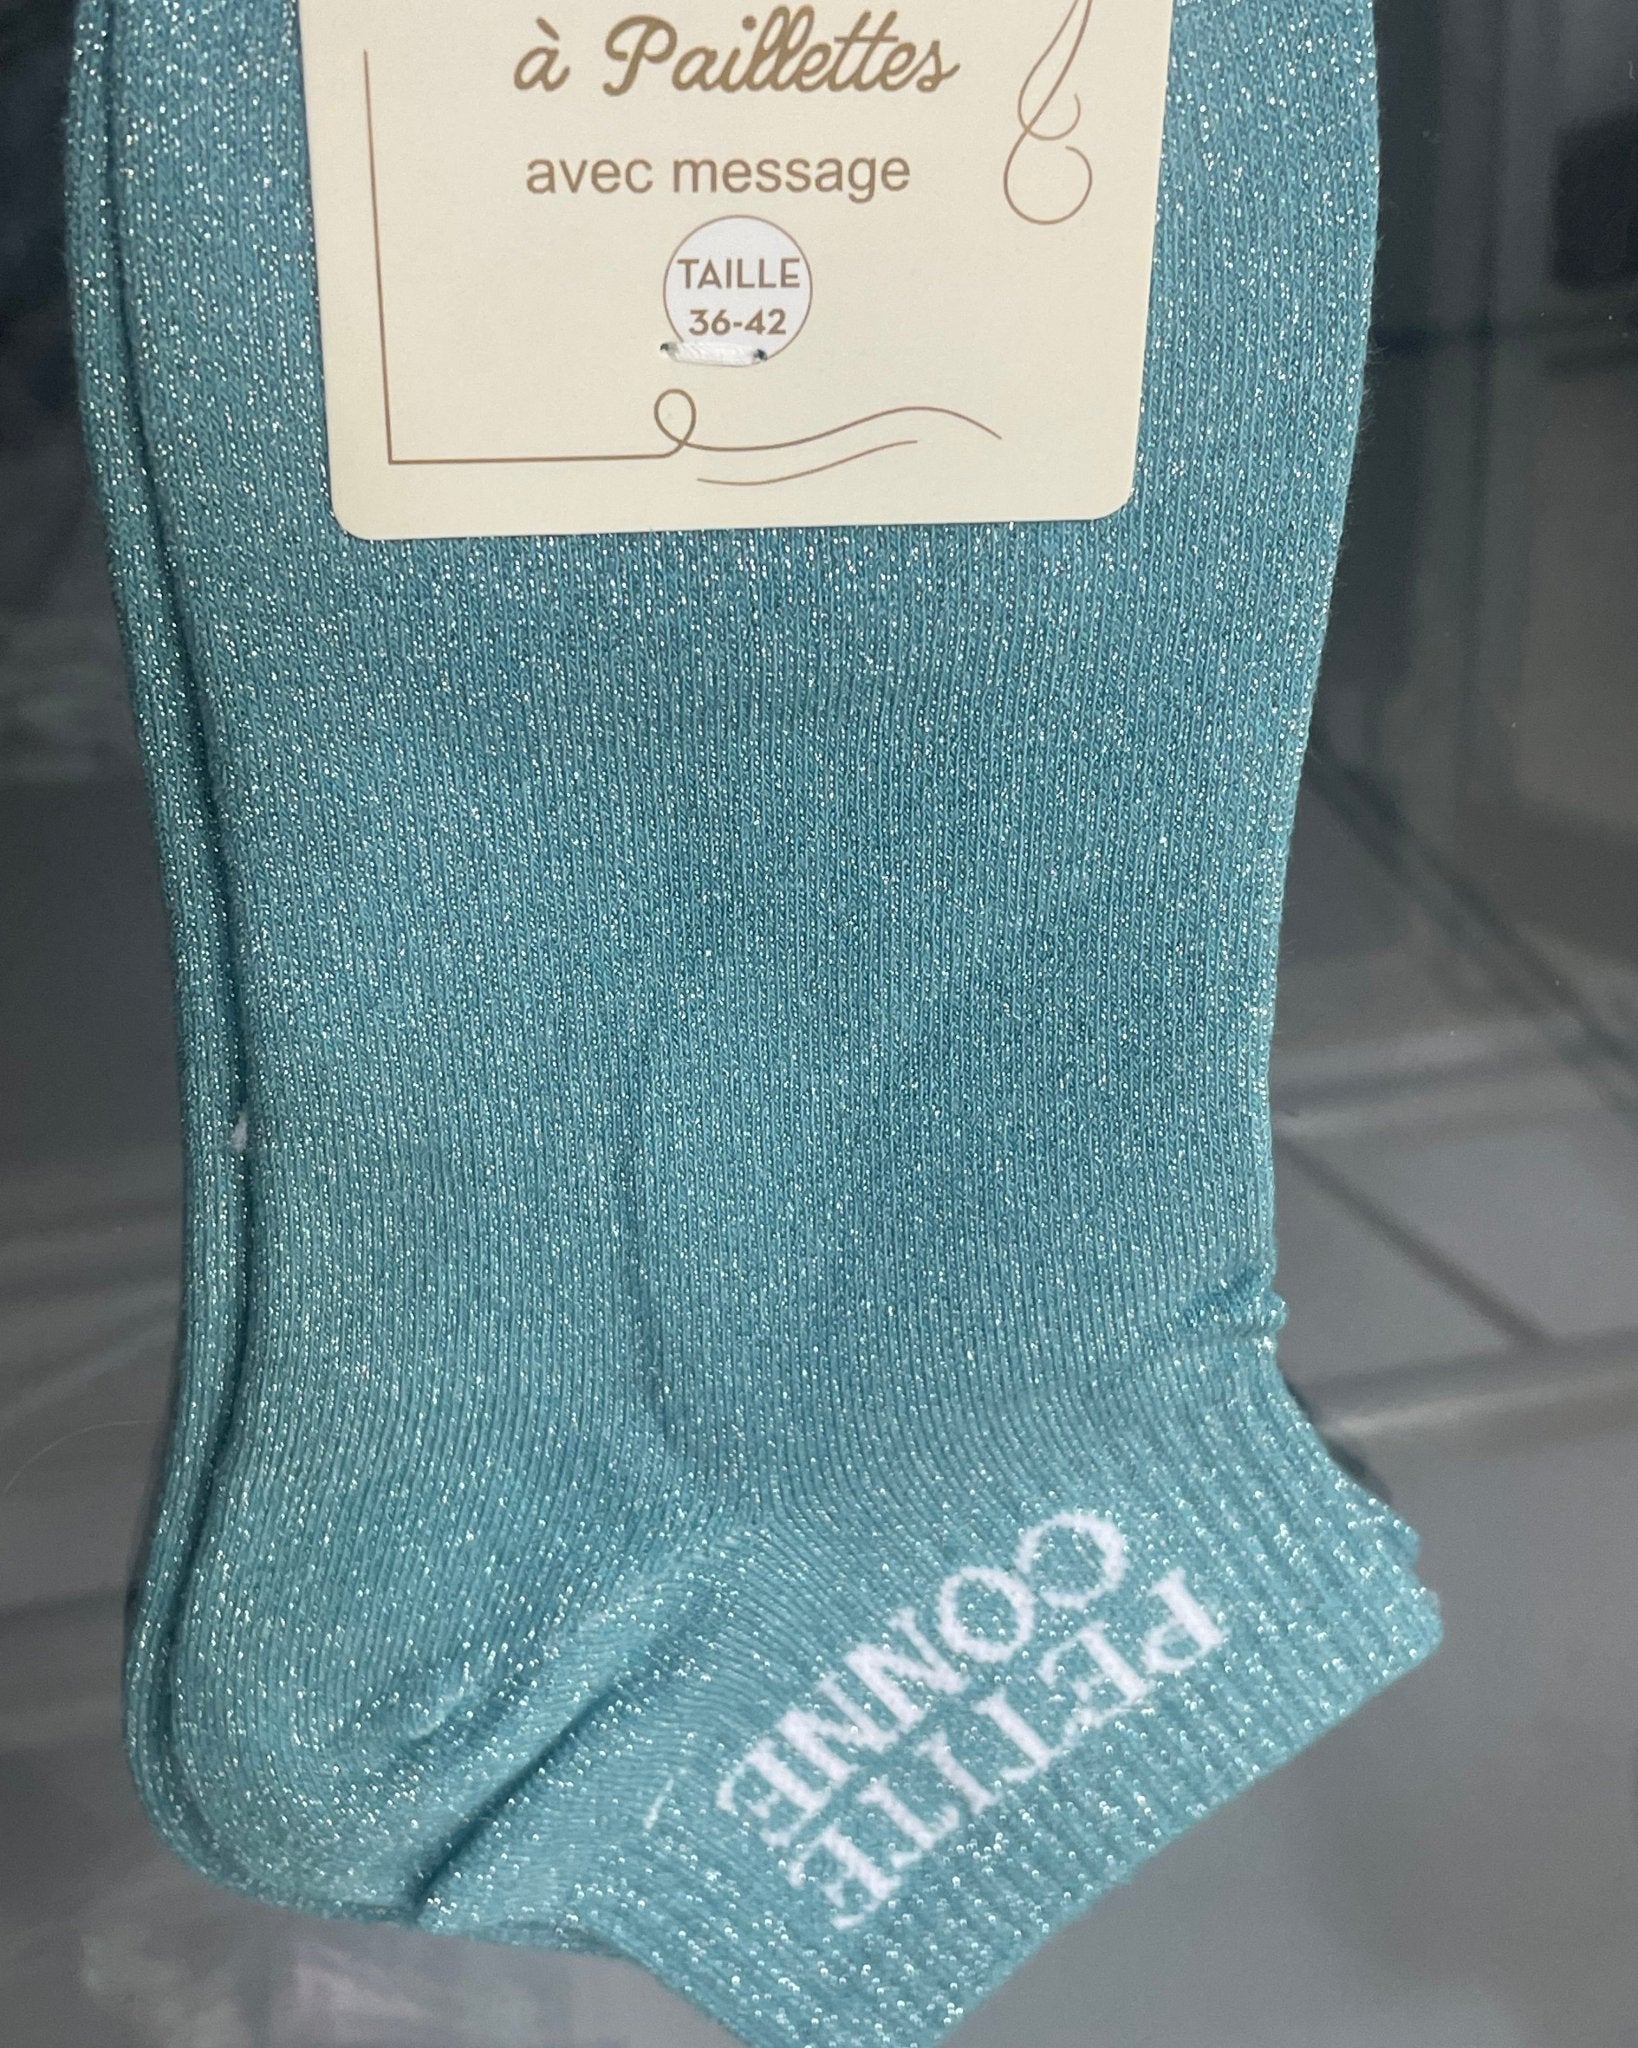 à Paillettes
avec message
TAILLE
36-42
PETITE
CONNE